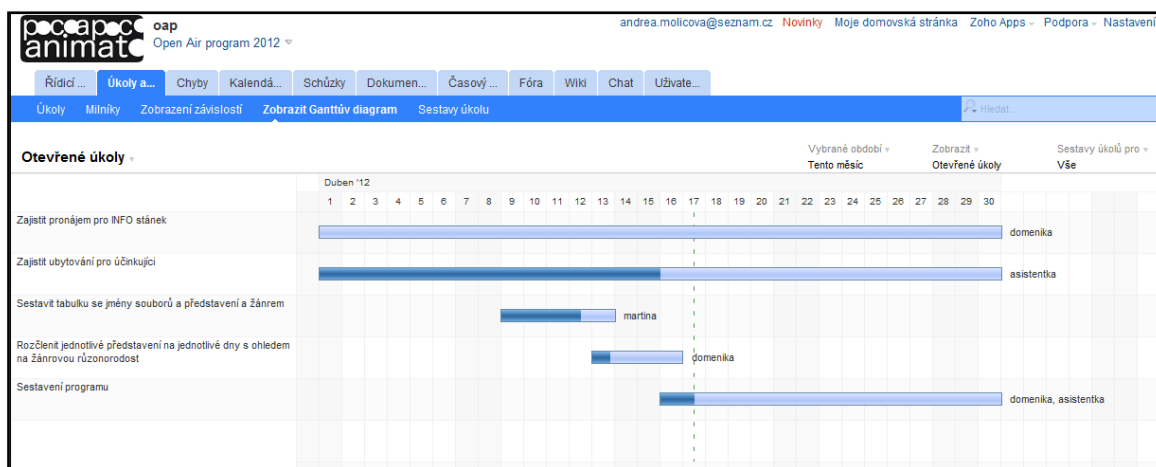 pocoapoco
animato
oap
Open Air program 2012
andrea.molicova@seznam.cz Novinky Moje domovská stránka Zoho Apps Podpora Nastavení
Řídicí ... Úkoly a... Chyby Kalendá... Schůzky Dokumen... Časový ... Fóra Wiki Chat Uživate...
Úkoly Milníky Zobrazení závislostí Zobrazit Ganttův diagram Sestavy úkolu Hledat...
Otevřené úkoly
Vybrané období Zobrazit Sestavy úkolů pro
Tento měsíc Otevřené úkoly Vše
Duben '12
1 2 3 4 5 6 7 8 9 10 11 12 13 14 15 16 17 18 19 20 21 22 23 24 25 26 27 28 29 30
Zajistit pronájem pro INFO stánek
domenika
Zajistit ubytování pro účinkujíci
asistentka
Sestavit tabulku se jmény souborů a představení a žánrem
martina
Rozčlenit jednotlivé představení na jednotlivé dny s ohledem
na žánrovou různonorodost
domenika
Sestavení programu
domenika, asistentka